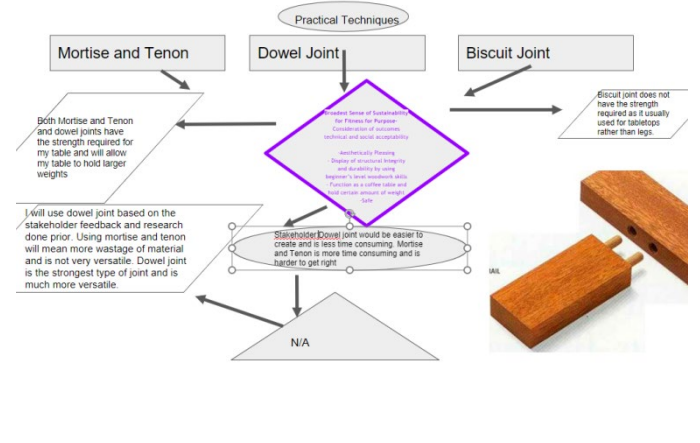 Practical Techniques
Mortise and Tenon
Dowel Joint
Biscuit Joint
Broadest Sense of Sustainability
for Fitness for Purpose-
Consideration of outcomes
technical and social acceptability
-Aesthetically Pleasing
- Display of structural integrity
and durability by using
beginner's level woodwork skills
- Function as a coffee table and
hold certain amount of weight
-Safe
Both Mortise and Tenon
and dowel joints have
the strength required for
my table and will allow
my table to hold larger
weights
Biscuit joint does not
have the strength
required as it usually
used for tabletops
rather than legs.
I will use dowel joint based on the
stakeholder feedback and research
done prior. Using mortise and tenon
will mean more wastage of material
and is not very versatile. Dowel joint
is the strongest type of joint and is
much more versatile.
Stakeholder Dowel joint would be easier to
create and is less time consuming. Mortise
and Tenon is more time consuming and is
harder to get right
N/A